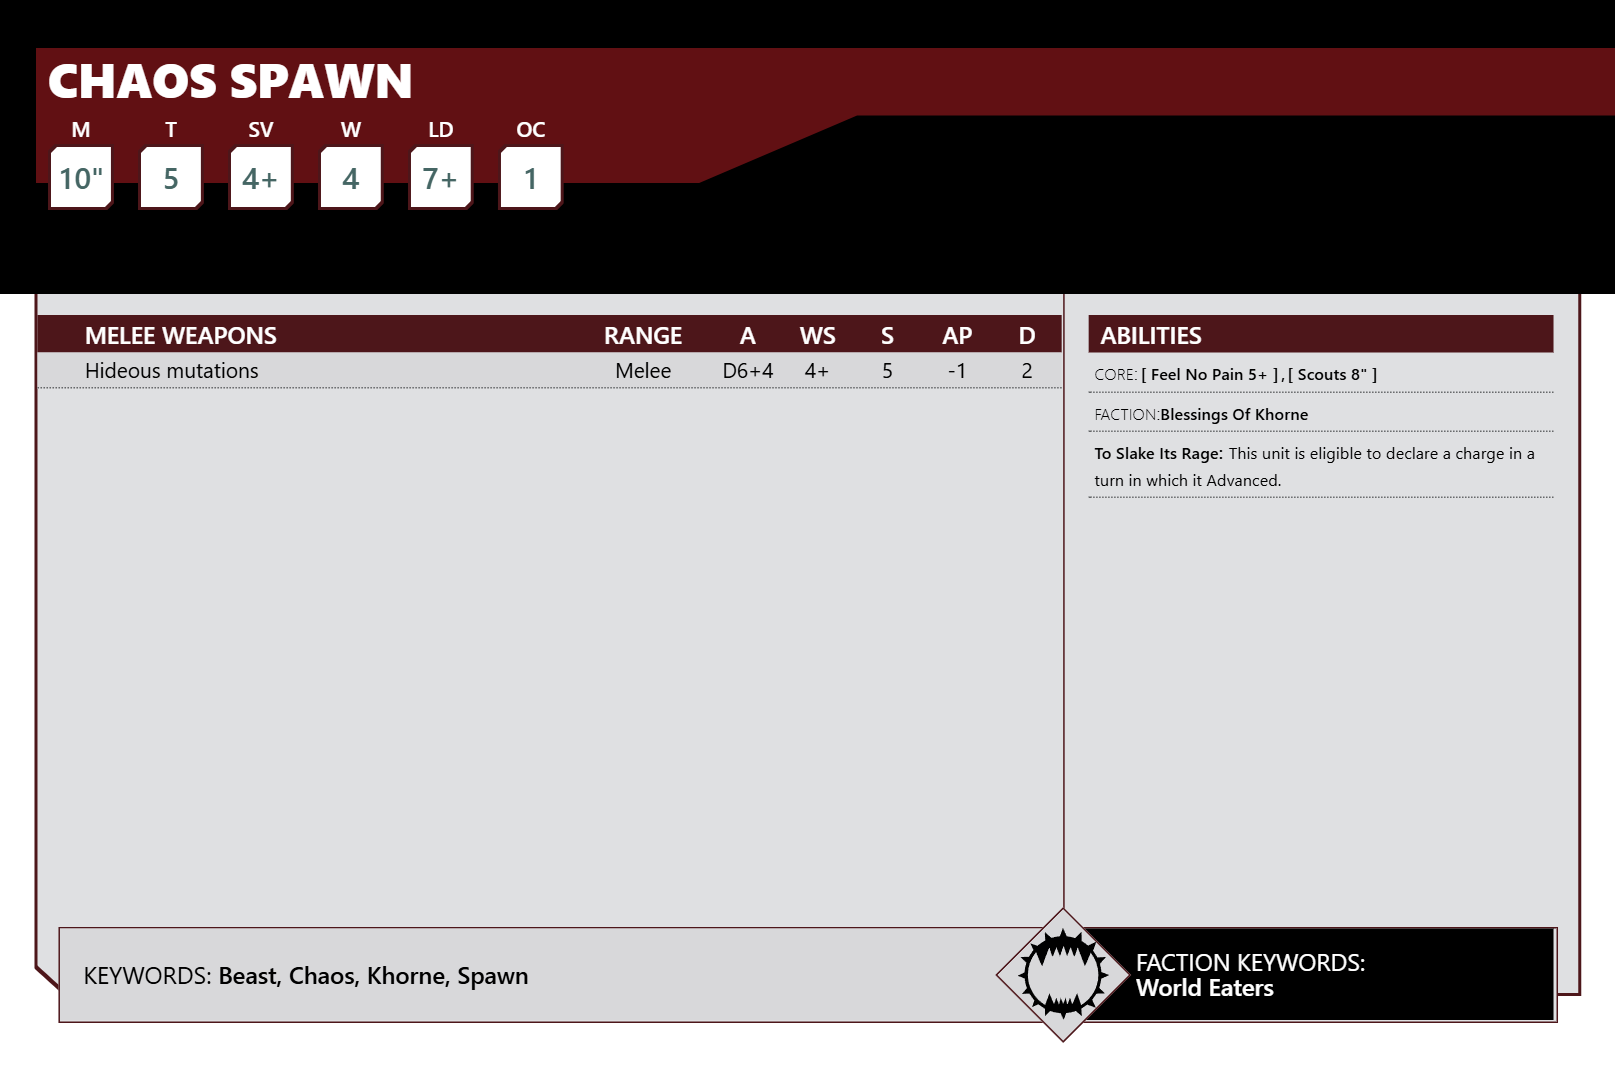 CHAOS SPAWN
M T SV W LD OC
10" 5 4+ 4 7+ 1
MELEE WEAPONS RANGE A WS S AP D
Hideous mutations Melee D6+4 4+ 5 -1 2
ABILITIES
CORE: [ Feel No Pain 5+ ] , [ Scouts 8" ]
FACTION:Blessings Of Khorne
To Slake Its Rage: This unit is eligible to declare a charge in a
turn in which it Advanced.
KEYWORDS: Beast, Chaos, Khorne, Spawn
FACTION KEYWORDS:
World Eaters